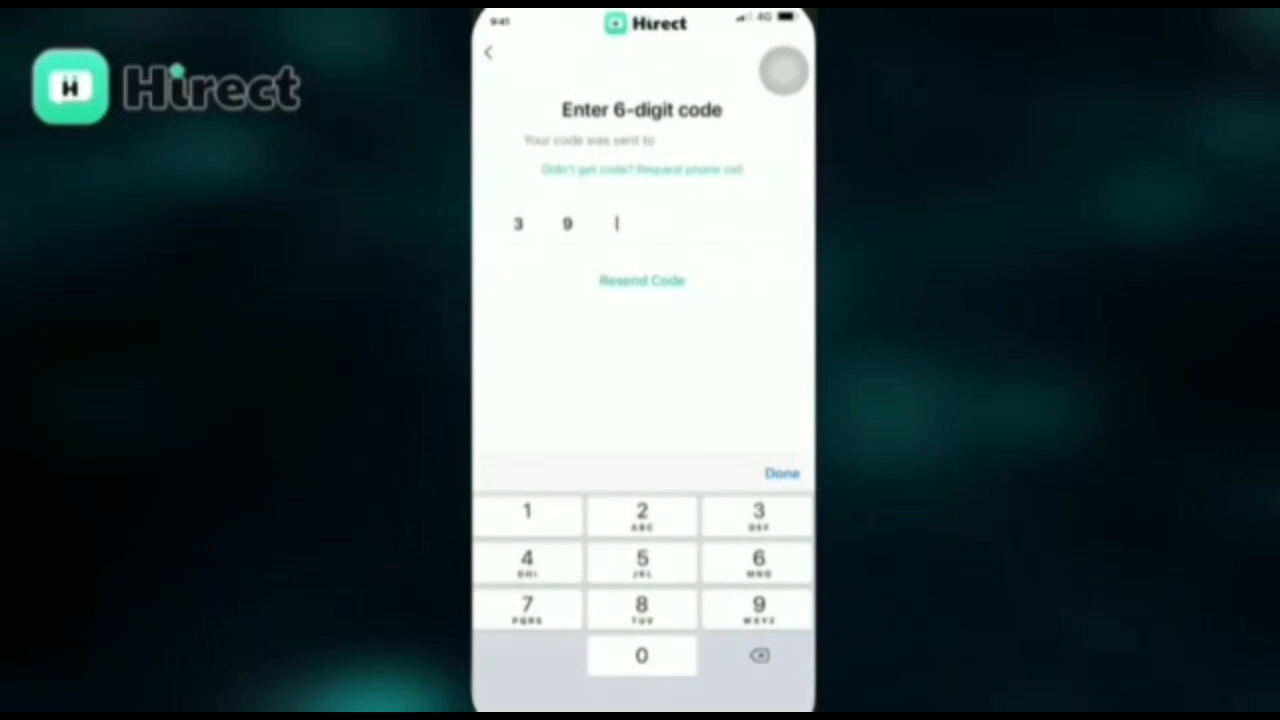 Hirect
9:41
Hirect
4G
Enter 6-digit code
Your code was sent to
Didn't get code? Request phone call
3 9
Resend Code
Done
1 2 3
ABC DEF
4 5 6
GHI JKL MNO
7 8 9
PQRS TUV WXYZ
0